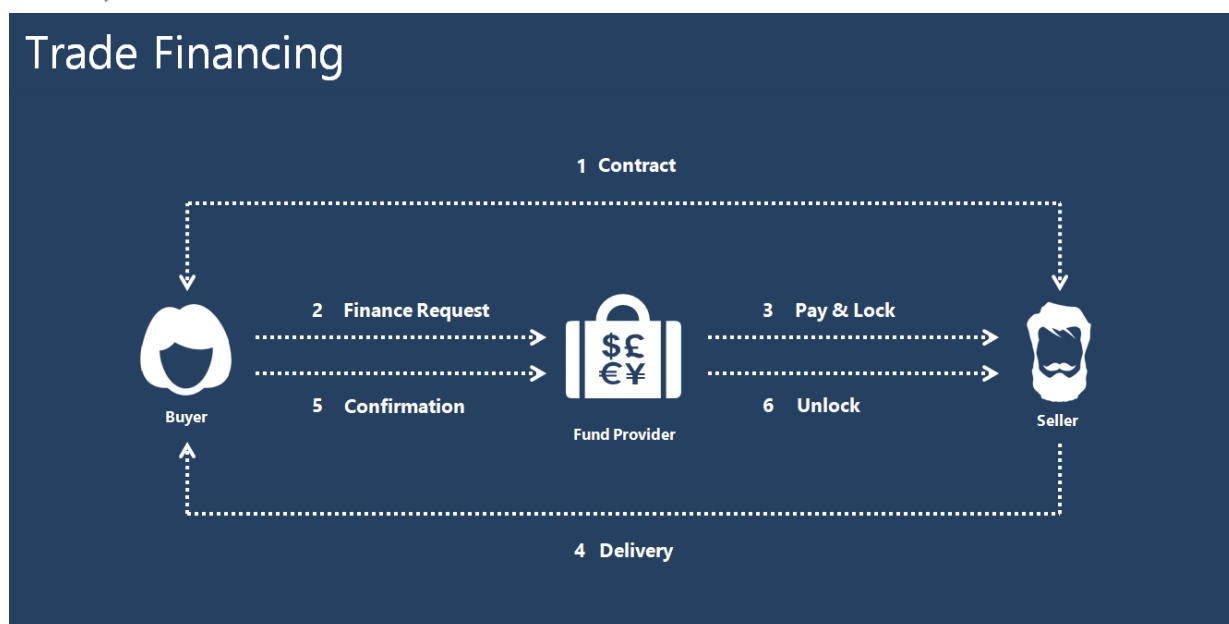 Trade Financing
1 Contract
2 Finance Request
3 Pay & Lock
$£
€¥
5 Confirmation
6 Unlock
Buyer
Fund Provider
Seller
4 Delivery